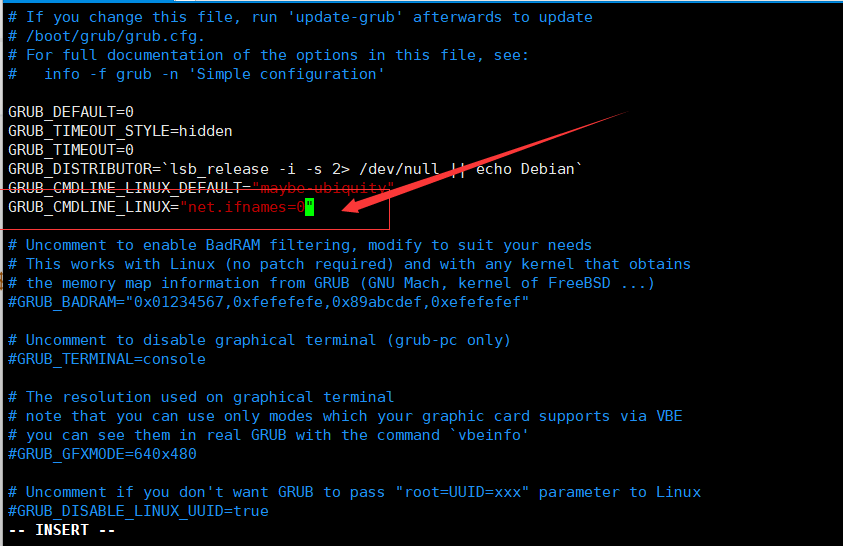 # If you change this file, run 'update-grub' afterwards to update
# /boot/grub/grub.cfg.
# For full documentation of the options in this file, see:
#   info -f grub -n 'Simple configuration'
GRUB_DEFAULT=0
GRUB_TIMEOUT_STYLE=hidden
GRUB_TIMEOUT=0
GRUB_DISTRIBUTOR=`lsb_release -i -s 2> /dev/null || echo Debian`
GRUB_CMDLINE_LINUX_DEFAULT="maybe-ubiquity"
GRUB_CMDLINE_LINUX="net.ifnames=0"
# Uncomment to enable BadRAM filtering, modify to suit your needs
# This works with Linux (no patch required) and with any kernel that obtains
# the memory map information from GRUB (GNU Mach, kernel of FreeBSD ...)
#GRUB_BADRAM="0x01234567,0xfefefefe,0x89abcdef,0xefefefef"
# Uncomment to disable graphical terminal (grub-pc only)
#GRUB_TERMINAL=console
# The resolution used on graphical terminal
# note that you can use only modes which your graphic card supports via VBE
# you can see them in real GRUB with the command `vbeinfo'
#GRUB_GFXMODE=640x480
# Uncomment if you don't want GRUB to pass "root=UUID=xxx" parameter to Linux
#GRUB_DISABLE_LINUX_UUID=true
-- INSERT --